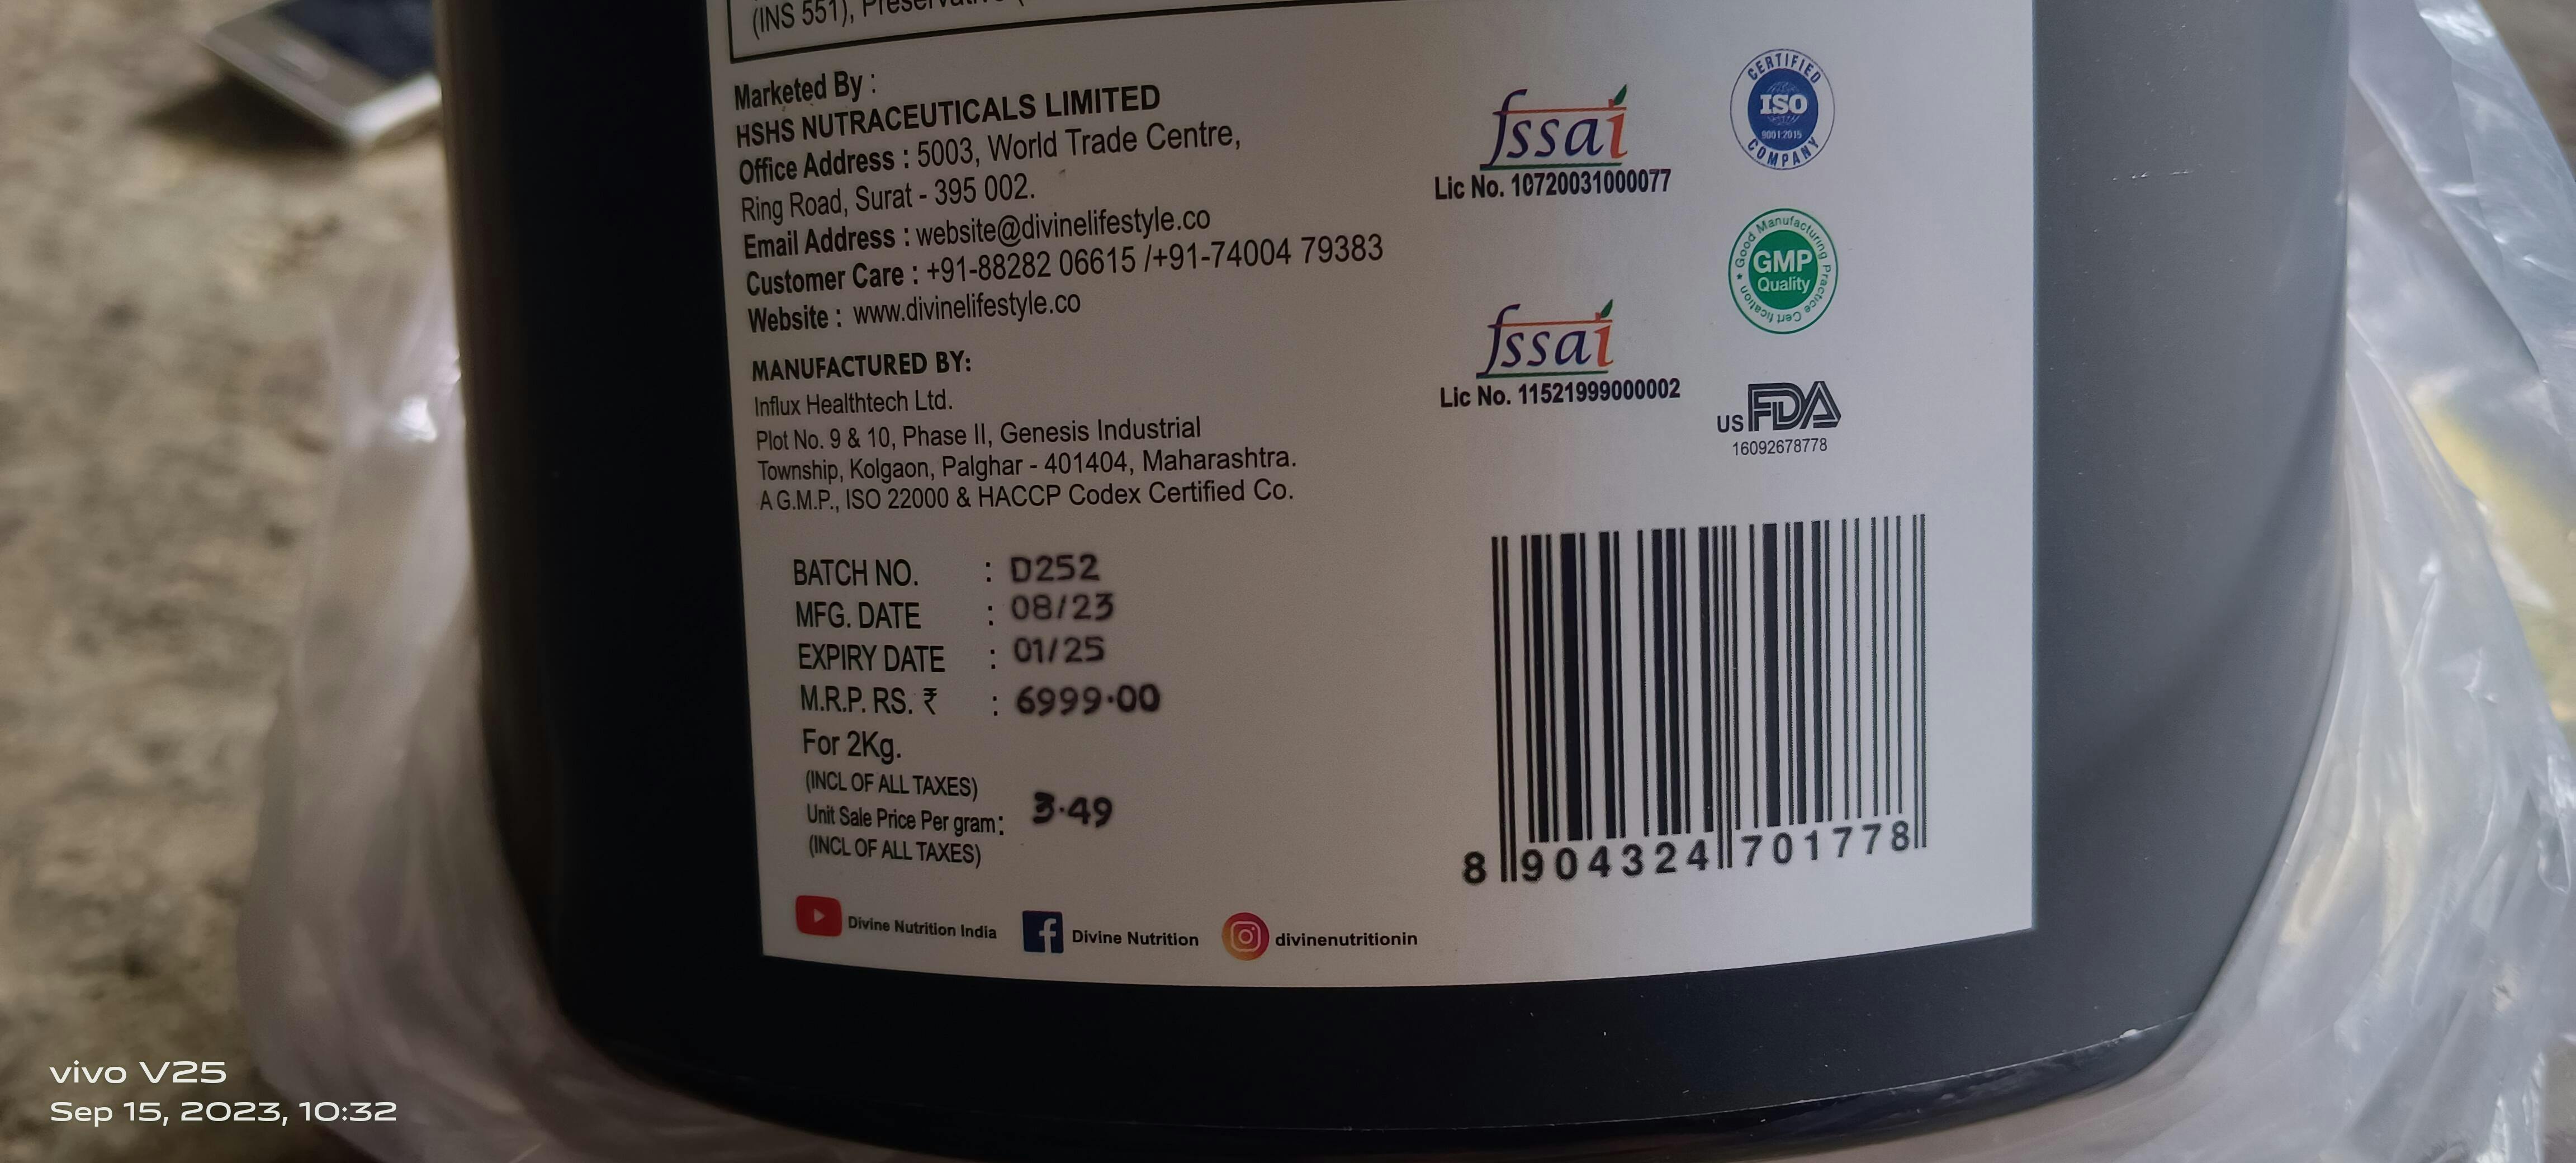 (INS 551),
Marketed By :
HSHS NUTRACEUTICALS LIMITED
Office Address : 5003, World Trade Centre,
Ring Road, Surat - 395 002.
Email Address : website@divinelifestyle.co
Customer Care : +91-88282 06615 /+91-74004 79383
Website : www.divinelifestyle.co
MANUFACTURED BY:
Influx Healthtech Ltd.
Plot No. 9 & 10, Phase II, Genesis Industrial
Township, Kolgaon, Palghar - 401404, Maharashtra.
A G.M.P., ISO 22000 & HACCP Codex Certified Co.
fssai
Lic No. 10720031000077
fssai
Lic No. 11521999000002
CERTIFIED
ISO
9001:2015
COMPANY
Good Manufacturing Practice Certification
GMP
Quality
US FDA
16092678778
BATCH NO. : D252
MFG. DATE : 08/23
EXPIRY DATE : 01/25
M.R.P. RS. ₹ : 6999.00
For 2Kg.
(INCL OF ALL TAXES)
Unit Sale Price Per gram: 3.49
(INCL OF ALL TAXES)
8 904324 701778
Divine Nutrition India
Divine Nutrition
divinenutritionin
vivo V25
Sep 15, 2023, 10:32